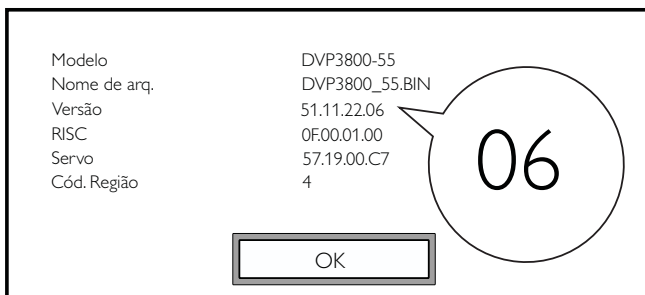 Modelo DVP3800-55
Nome de arq. DVP3800_55.BIN
Versão 51.11.22.06
RISC 0F.00.01.00
Servo 57.19.00.C7
Cód. Região 4
06
OK